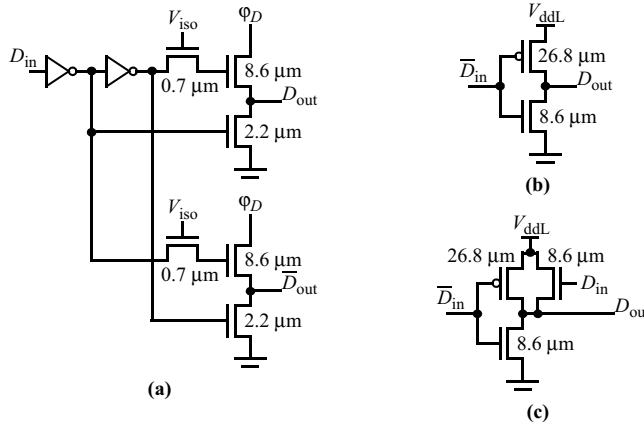 V_iso
φ_D
D_in
8.6 μm
0.7 μm
D_out
2.2 μm
V_iso
φ_D
8.6 μm
0.7 μm
D̅_out
2.2 μm
(a)
V_ddL
26.8 μm
D̅_in
D_out
8.6 μm
(b)
V_ddL
26.8 μm
8.6 μm
D̅_in
D_in
D_ou
8.6 μm
(c)